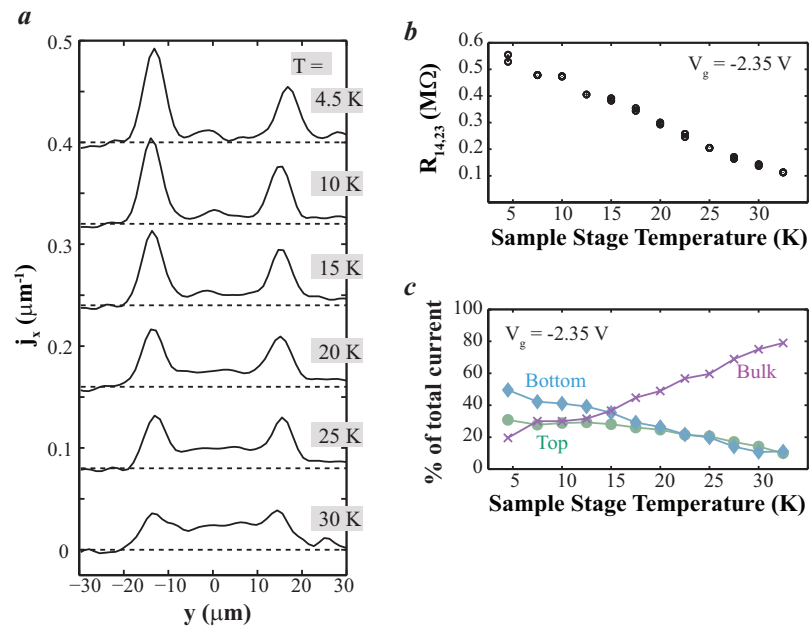 a
0.5
T =
4.5 K
0.4
10 K
0.3
15 K
j_x (μm⁻¹)
0.2
20 K
25 K
0.1
30 K
0
−30 −20 −10 0 10 20 30
y (μm)
b
0.6
V_g = -2.35 V
0.5
0.4
0.3
0.2
0.1
R_14,23 (MΩ)
5 10 15 20 25 30
Sample Stage Temperature (K)
c
100
V_g = -2.35 V
80
60
40
20
0
Bottom
Bulk
Top
% of total current
5 10 15 20 25 30
Sample Stage Temperature (K)